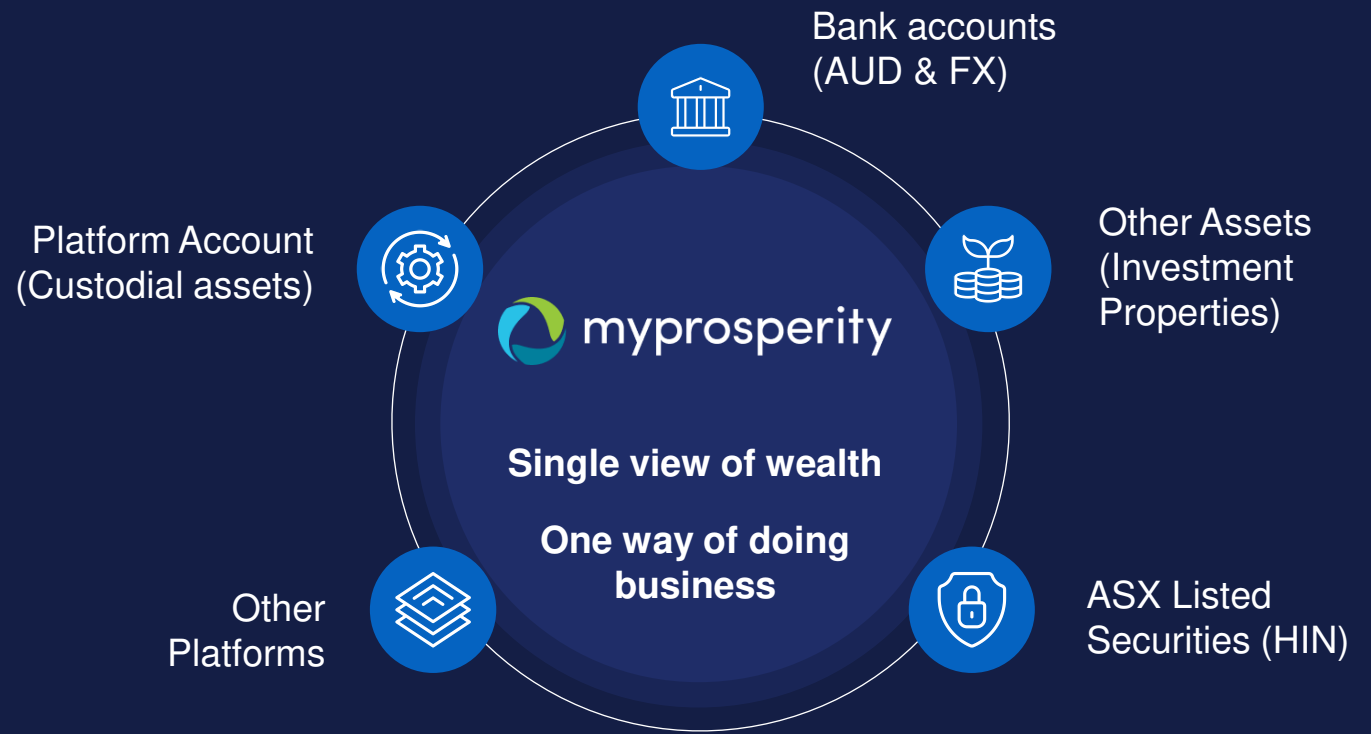 Bank accounts
(AUD & FX)
Platform Account
(Custodial assets)
Other Assets
(Investment
Properties)
myprosperity
Single view of wealth
One way of doing
business
Other
Platforms
ASX Listed
Securities (HIN)